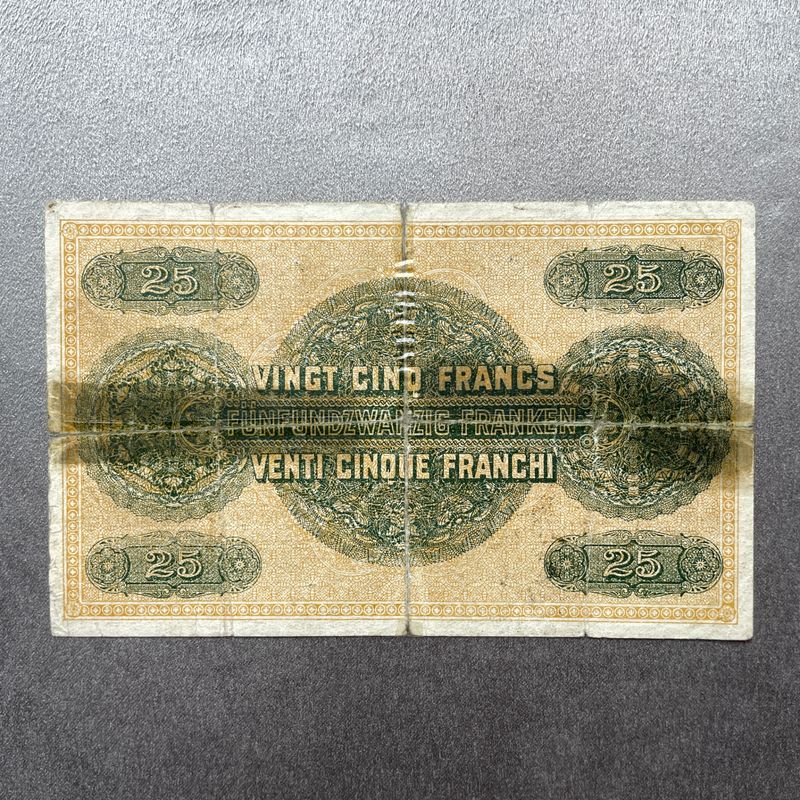 25 25
VINGT CINQ FRANCS
FÜNFUNDZWANZIG FRANKEN
VENTI CINQUE FRANCHI
25 25